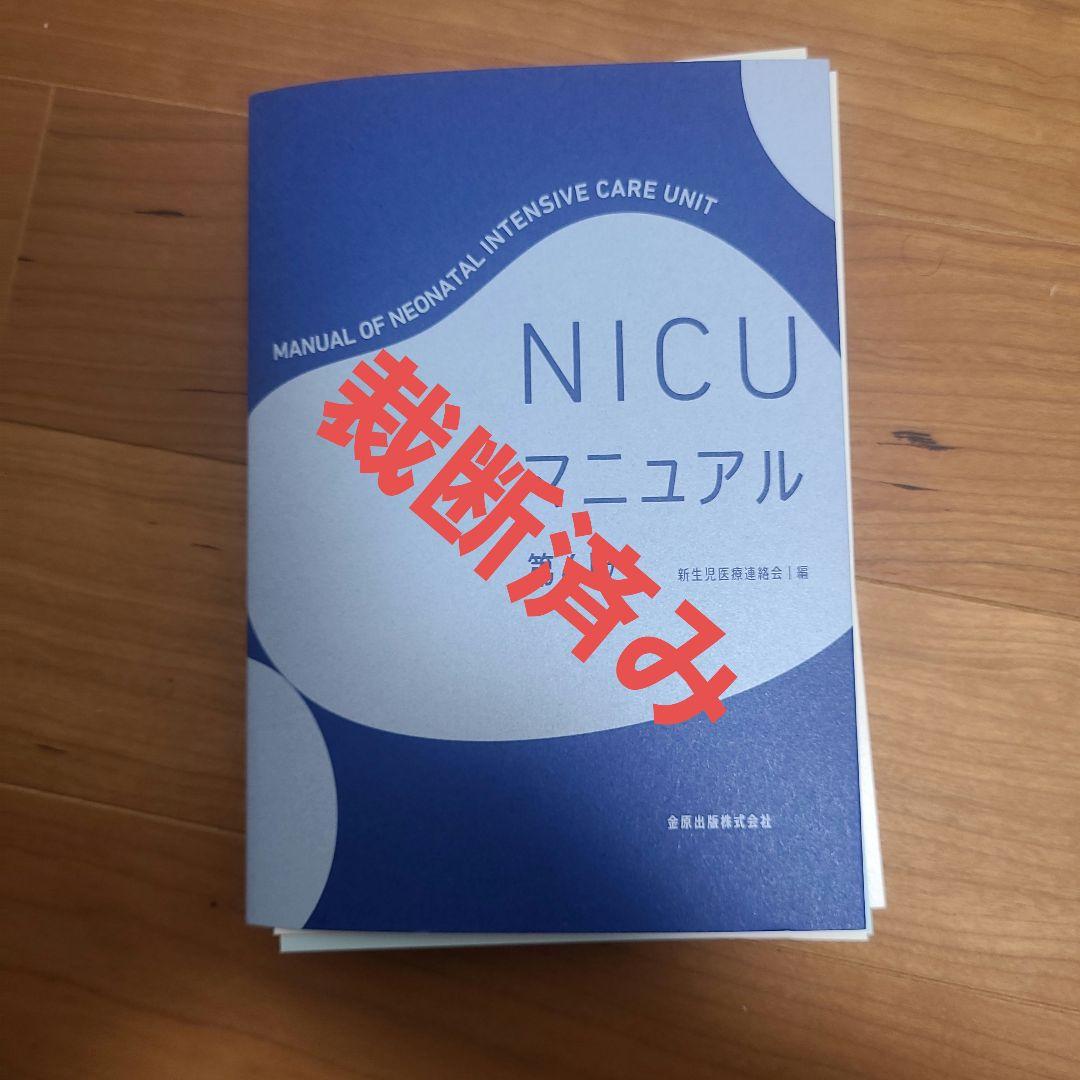 MANUAL OF NEONATAL INTENSIVE CARE UNIT
NICU
マニュアル
裁断済み
新生児医療連絡会|編
金原出版株式会社